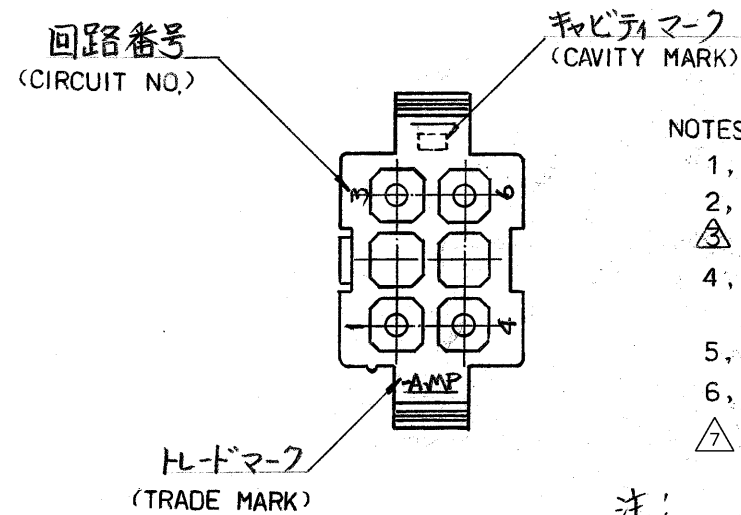 回路番号
(CIRCUIT NO.)
キャビティマーク
(CAVITY MARK)
3
6
1
4
AMP
トレードマーク
(TRADE MARK)
NOTES
1,
2,
3
4,
5,
6,
7
注: